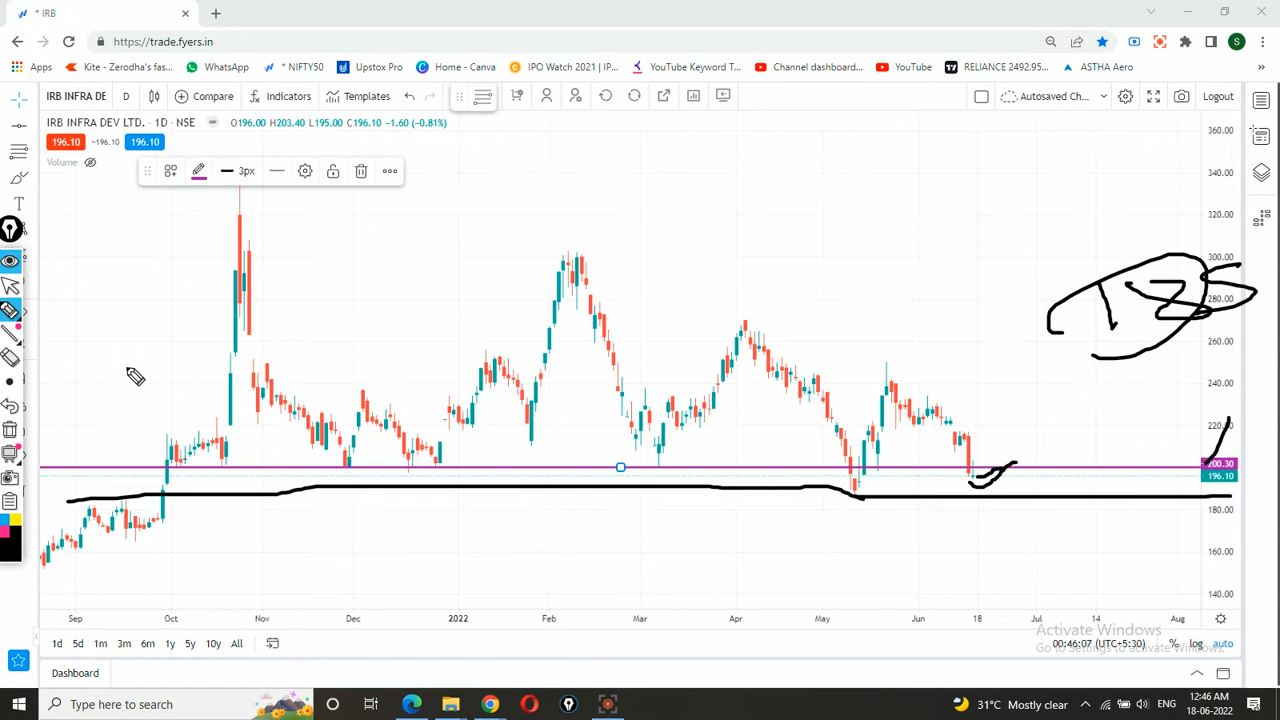 * IRB
https://trade.fyers.in
Apps Kite - Zerodha's fas... WhatsApp * NIFTY50 Upstox Pro Home - Canva IPO Watch 2021 | IP... YouTube Keyword T... Channel dashboard... YouTube RELIANCE 2492.95... ASTHA Aero »
IRB INFRA DE D Compare Indicators Templates Autosaved Ch... Logout
IRB INFRA DEV LTD. · 1D · NSE O196.00 H203.40 L195.00 C196.10 −1.60 (−0.81%)
196.10 −196.10 196.10
Volume
3px
360.00
340.00
320.00
300.00
280.00
260.00
240.00
220.00
200.30
196.10
180.00
160.00
140.00
Sep Oct Nov Dec 2022 Feb Mar Apr May Jun 18 Jul 14 Aug
1d 5d 1m 3m 6m 1y 5y 10y All 00:46:07 (UTC+5:30) % log auto
Activate Windows
Go to Settings to activate Windows.
Dashboard
Type here to search 31°C Mostly clear ENG 12:46 AM
18-06-2022